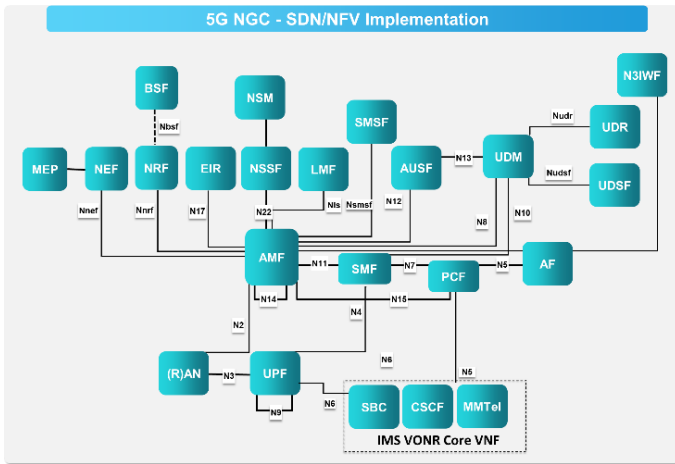 5G NGC - SDN/NFV Implementation
N3IWF
BSF
NSM
SMSF
Nudr
UDR
Nbsf
MEP
NEF
NRF
EIR
NSSF
LMF
AUSF
N13
UDM
Nudsf
UDSF
Nnef
Nnrf
N17
N22
Nls
Nsmsf
N12
N8
N10
AMF
N11
SMF
N7
PCF
N5
AF
N14
N15
N2
N4
N6
(R)AN
N3
UPF
N5
N9
N6
SBC
CSCF
MMTel
IMS VONR Core VNF